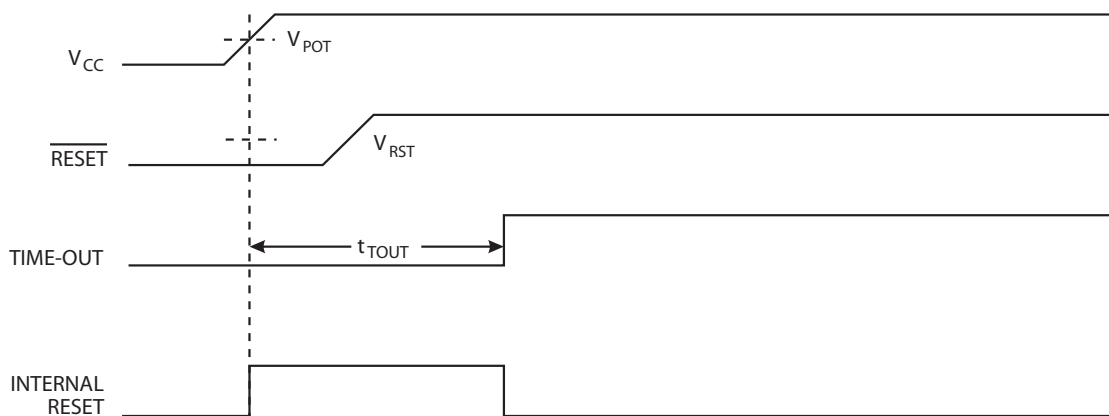 V_POT
V_CC
V_RST
RESET
t_TOUT
TIME-OUT
INTERNAL
RESET